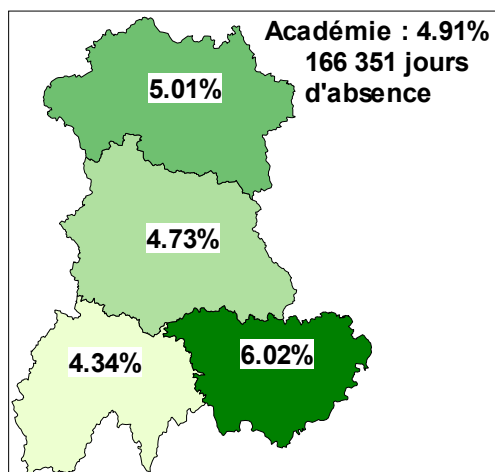 Académie : 4.91%
166 351 jours
d'absence
5.01%
4.73%
4.34%
6.02%